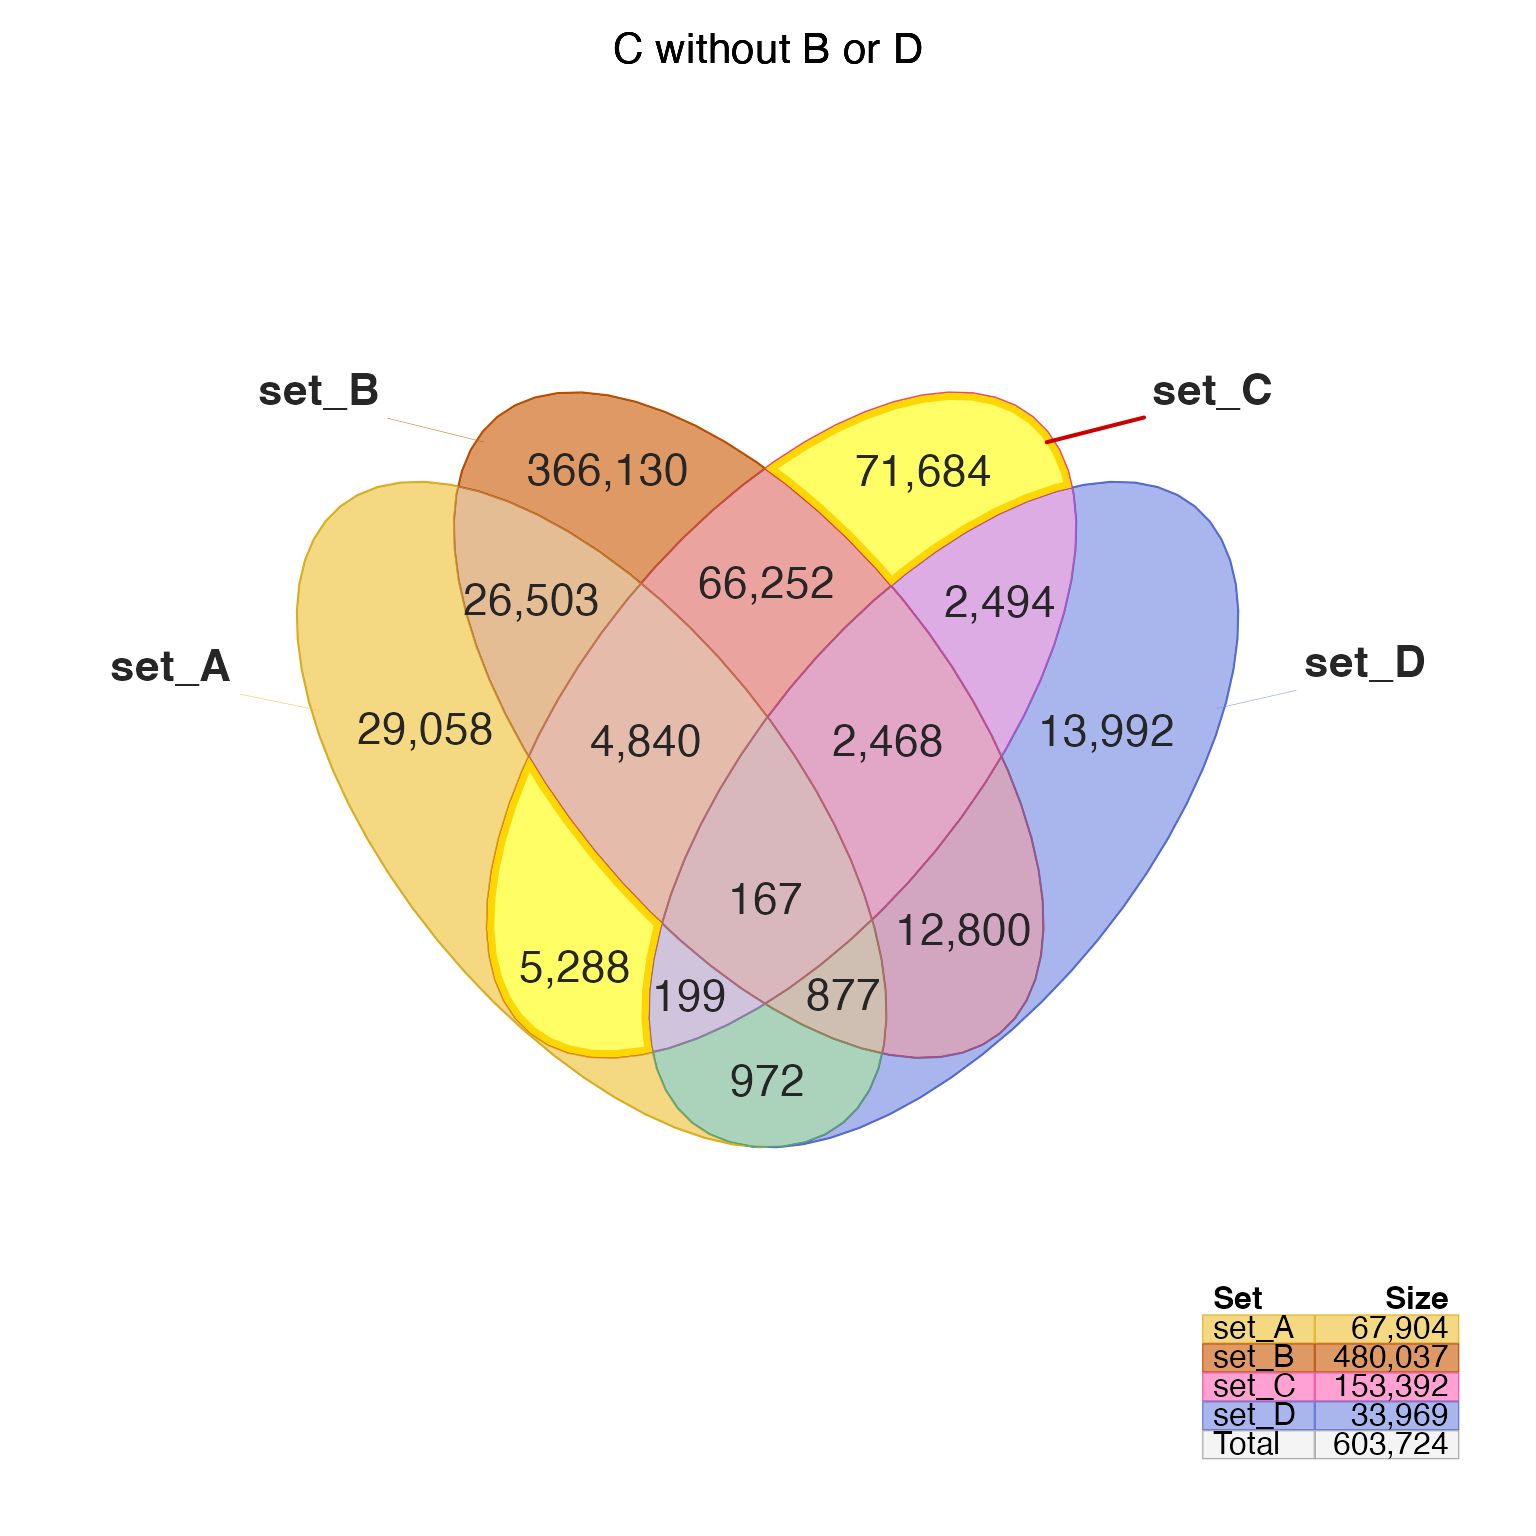 C without B or D
set_B
set_C
366,130
71,684
26,503
66,252
2,494
set_A
set_D
29,058
4,840
2,468
13,992
167
12,800
5,288
199
877
972
Set Size
set_A 67,904
set_B 480,037
set_C 153,392
set_D 33,969
Total 603,724